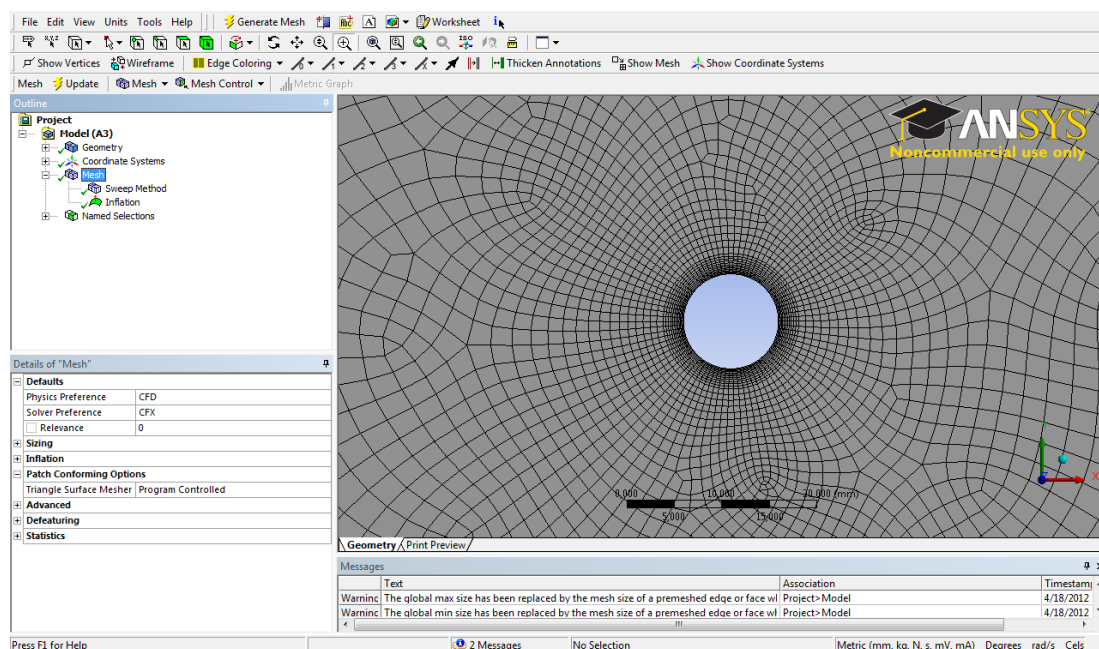 File Edit View Units Tools Help Generate Mesh A Worksheet i
Show Vertices Wireframe Edge Coloring Thicken Annotations Show Mesh Show Coordinate Systems
Mesh Update Mesh Mesh Control Metric Graph
Outline
Project
Model (A3)
Geometry
Coordinate Systems
Mesh
Sweep Method
Inflation
Named Selections
Details of "Mesh"
Defaults
Physics Preference CFD
Solver Preference CFX
Relevance 0
Sizing
Inflation
Patch Conforming Options
Triangle Surface Mesher Program Controlled
Advanced
Defeaturing
Statistics
ANSYS
Noncommercial use only
Y
X
Z
0,000 10,000 20,000 (mm)
5,000 15,000
Geometry Print Preview
Messages
Text Association Timestamp
Warning The global max size has been replaced by the mesh size of a premeshed edge or face wl Project>Model 4/18/2012
Warning The global min size has been replaced by the mesh size of a premeshed edge or face wl Project>Model 4/18/2012
Press F1 for Help 2 Messages No Selection Metric (mm, kg, N, s, mV, mA) Degrees rad/s Cels